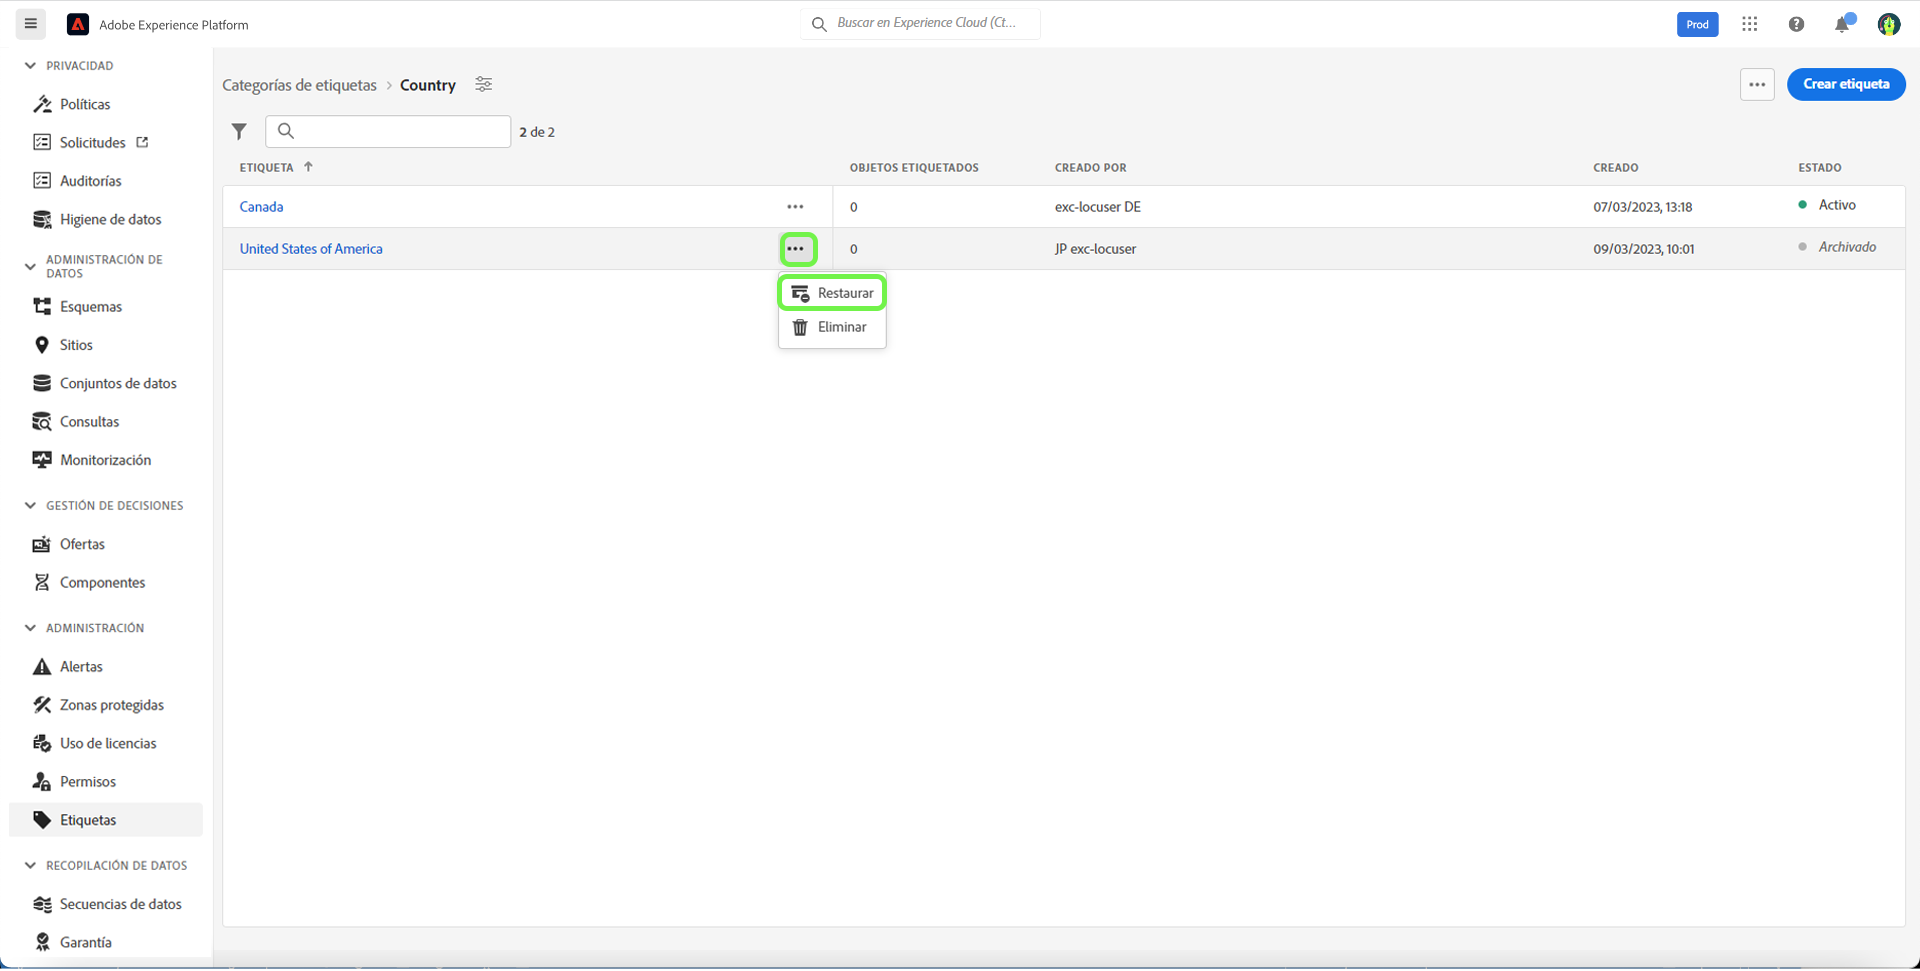 Adobe Experience Platform
Buscar en Experience Cloud (Ct...
Prod
PRIVACIDAD
Políticas
Solicitudes
Auditorías
Higiene de datos
ADMINISTRACIÓN DE
DATOS
Esquemas
Sitios
Conjuntos de datos
Consultas
Monitorización
GESTIÓN DE DECISIONES
Ofertas
Componentes
ADMINISTRACIÓN
Alertas
Zonas protegidas
Uso de licencias
Permisos
Etiquetas
RECOPILACIÓN DE DATOS
Secuencias de datos
Garantía
Categorías de etiquetas > Country
Crear etiqueta
2 de 2
ETIQUETA OBJETOS ETIQUETADOS CREADO POR CREADO ESTADO
Canada 0 exc-locuser DE 07/03/2023, 13:18 Activo
United States of America 0 JP exc-locuser 09/03/2023, 10:01 Archivado
Restaurar
Eliminar